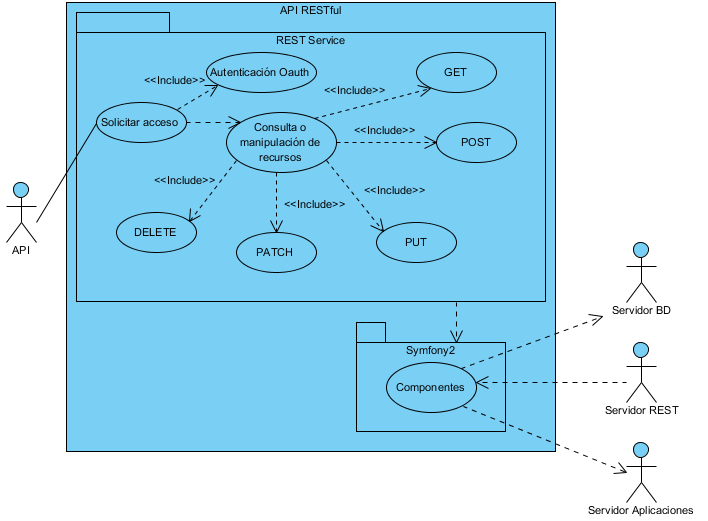 API RESTful
REST Service
Autenticación Oauth
GET
<<Include>>
<<Include>>
Solicitar acceso
Consulta o
manipulación de
recursos
<<Include>>
POST
<<Include>>
<<Include>>
<<Include>>
DELETE
PATCH
PUT
API
Servidor BD
Symfony2
Componentes
Servidor REST
Servidor Aplicaciones